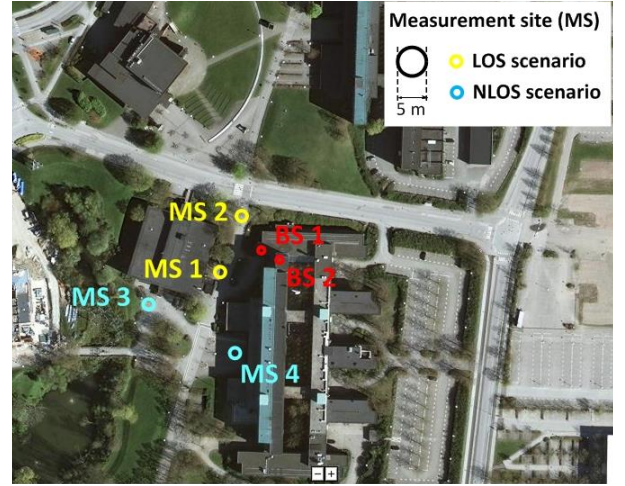 Measurement site (MS)
LOS scenario
NLOS scenario
5 m
MS 2
BS 1
MS 1
BS 2
MS 3
MS 4
− +